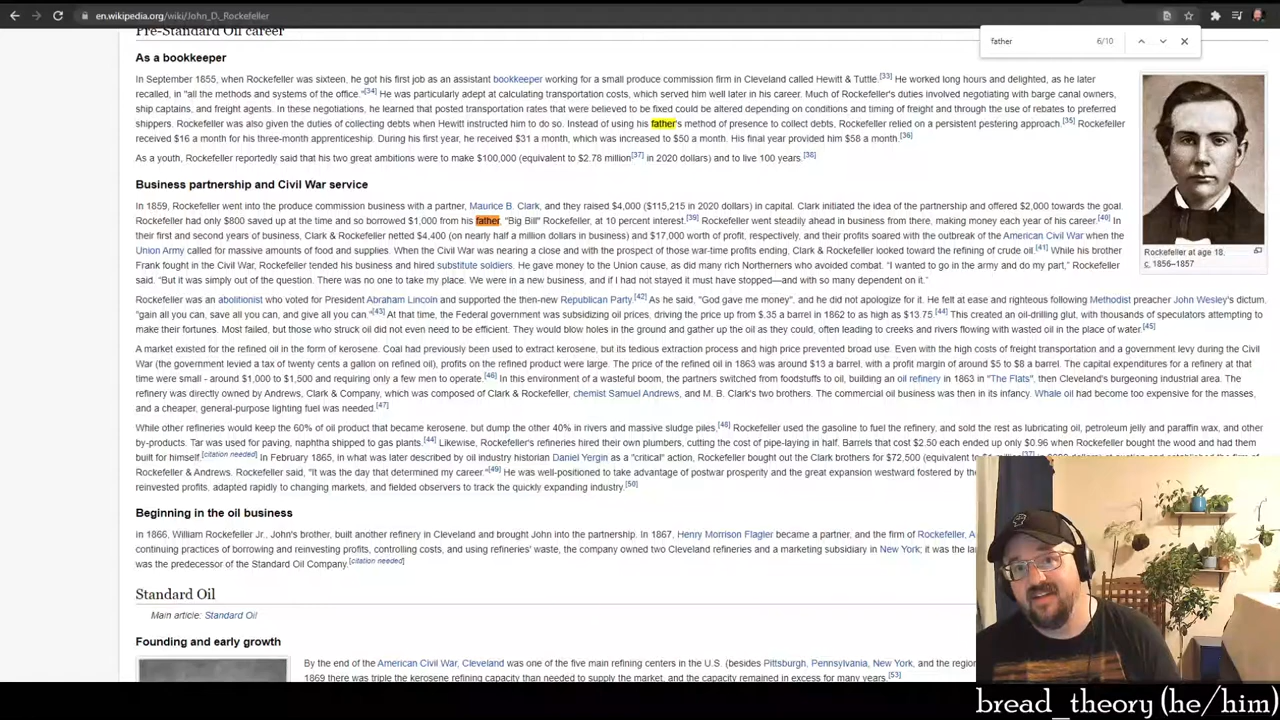 en.wikipedia.org/wiki/John_D._Rockefeller
father 6/10
Pre-Standard Oil career
As a bookkeeper
In September 1855, when Rockefeller was sixteen, he got his first job as an assistant bookkeeper working for a small produce commission firm in Cleveland called Hewitt & Tuttle.[33] He worked long hours and delighted, as he later
recalled, in "all the methods and systems of the office."[34] He was particularly adept at calculating transportation costs, which served him well later in his career. Much of Rockefeller's duties involved negotiating with barge canal owners,
ship captains, and freight agents. In these negotiations, he learned that posted transportation rates that were believed to be fixed could be altered depending on conditions and timing of freight and through the use of rebates to preferred
shippers. Rockefeller was also given the duties of collecting debts when Hewitt instructed him to do so. Instead of using his father's method of presence to collect debts, Rockefeller relied on a persistent pestering approach.[35] Rockefeller
received $16 a month for his three-month apprenticeship. During his first year, he received $31 a month, which was increased to $50 a month. His final year provided him $58 a month.[36]
As a youth, Rockefeller reportedly said that his two great ambitions were to make $100,000 (equivalent to $2.78 million[37] in 2020 dollars) and to live 100 years.[38]
Rockefeller at age 18,
c. 1856–1857
Business partnership and Civil War service
In 1859, Rockefeller went into the produce commission business with a partner, Maurice B. Clark, and they raised $4,000 ($115,215 in 2020 dollars) in capital. Clark initiated the idea of the partnership and offered $2,000 towards the goal.
Rockefeller had only $800 saved up at the time and so borrowed $1,000 from his father, "Big Bill" Rockefeller, at 10 percent interest.[39] Rockefeller went steadily ahead in business from there, making money each year of his career.[40] In
their first and second years of business, Clark & Rockefeller netted $4,400 (on nearly half a million dollars in business) and $17,000 worth of profit, respectively, and their profits soared with the outbreak of the American Civil War when the
Union Army called for massive amounts of food and supplies. When the Civil War was nearing a close and with the prospect of those war-time profits ending, Clark & Rockefeller looked toward the refining of crude oil.[41] While his brother
Frank fought in the Civil War, Rockefeller tended his business and hired substitute soldiers. He gave money to the Union cause, as did many rich Northerners who avoided combat. "I wanted to go in the army and do my part," Rockefeller
said. "But it was simply out of the question. There was no one to take my place. We were in a new business, and if I had not stayed it must have stopped—and with so many dependent on it."
Rockefeller was an abolitionist who voted for President Abraham Lincoln and supported the then-new Republican Party.[42] As he said, "God gave me money", and he did not apologize for it. He felt at ease and righteous following Methodist preacher John Wesley's dictum,
"gain all you can, save all you can, and give all you can."[43] At that time, the Federal government was subsidizing oil prices, driving the price up from $.35 a barrel in 1862 to as high as $13.75.[44] This created an oil-drilling glut, with thousands of speculators attempting to
make their fortunes. Most failed, but those who struck oil did not even need to be efficient. They would blow holes in the ground and gather up the oil as they could, often leading to creeks and rivers flowing with wasted oil in the place of water.[45]
A market existed for the refined oil in the form of kerosene. Coal had previously been used to extract kerosene, but its tedious extraction process and high price prevented broad use. Even with the high costs of freight transportation and a government levy during the Civil
War (the government levied a tax of twenty cents a gallon on refined oil), profits on the refined product were large. The price of the refined oil in 1863 was around $13 a barrel, with a profit margin of around $5 to $8 a barrel. The capital expenditures for a refinery at that
time were small - around $1,000 to $1,500 and requiring only a few men to operate.[46] In this environment of a wasteful boom, the partners switched from foodstuffs to oil, building an oil refinery in 1863 in "The Flats", then Cleveland's burgeoning industrial area. The
refinery was directly owned by Andrews, Clark & Company, which was composed of Clark & Rockefeller, chemist Samuel Andrews, and M. B. Clark's two brothers. The commercial oil business was then in its infancy. Whale oil had become too expensive for the masses,
and a cheaper, general-purpose lighting fuel was needed.[47]
While other refineries would keep the 60% of oil product that became kerosene, but dump the other 40% in rivers and massive sludge piles,[48] Rockefeller used the gasoline to fuel the refinery, and sold the rest as lubricating oil, petroleum jelly and paraffin wax, and other
by-products. Tar was used for paving, naphtha shipped to gas plants.[44] Likewise, Rockefeller's refineries hired their own plumbers, cutting the cost of pipe-laying in half. Barrels that cost $2.50 each ended up only $0.96 when Rockefeller bought the wood and had them
built for himself.[citation needed] In February 1865, in what was later described by oil industry historian Daniel Yergin as a "critical" action, Rockefeller bought out the Clark brothers for $72,500 (equivalent to
Rockefeller & Andrews. Rockefeller said, "It was the day that determined my career."[49] He was well-positioned to take advantage of postwar prosperity and the great expansion westward fostered by the
reinvested profits, adapted rapidly to changing markets, and fielded observers to track the quickly expanding industry.[50]
Beginning in the oil business
In 1866, William Rockefeller Jr., John's brother, built another refinery in Cleveland and brought John into the partnership. In 1867, Henry Morrison Flagler became a partner, and the firm of Rockefeller, A
continuing practices of borrowing and reinvesting profits, controlling costs, and using refineries' waste, the company owned two Cleveland refineries and a marketing subsidiary in New York; it was the la
was the predecessor of the Standard Oil Company.[citation needed]
Standard Oil
Main article: Standard Oil
Founding and early growth
By the end of the American Civil War, Cleveland was one of the five main refining centers in the U.S. (besides Pittsburgh, Pennsylvania, New York, and the region
1869 there was triple the kerosene refining capacity than needed to supply the market, and the capacity remained in excess for many years.[53]
bread_theory (he/him)